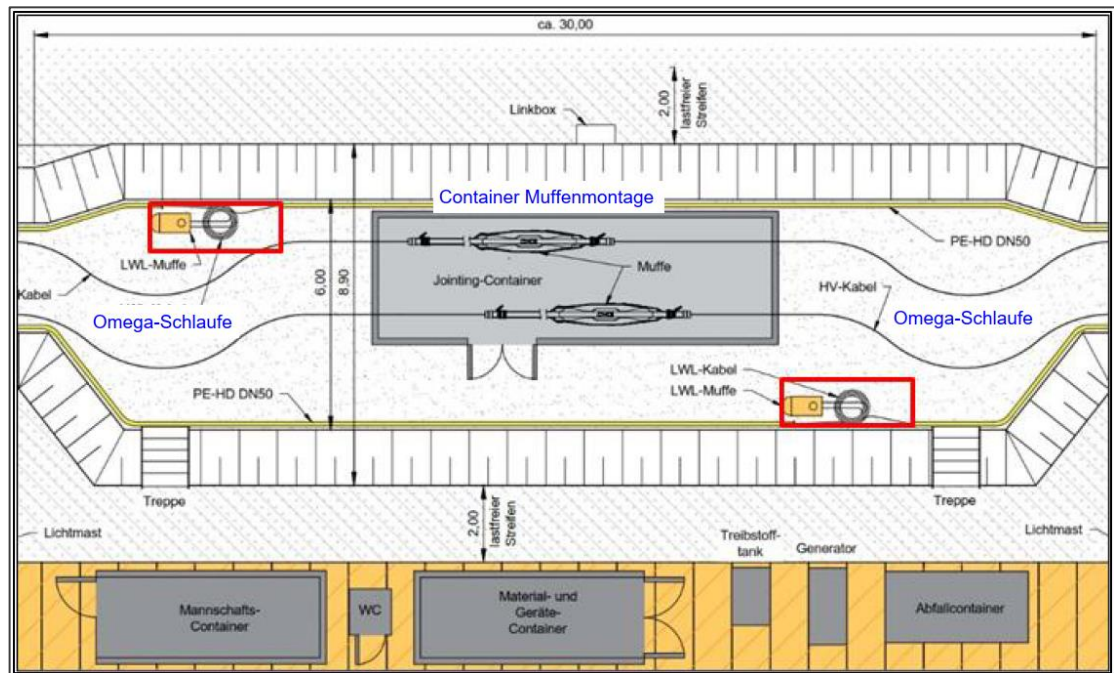 ca. 30,00
Linkbox
2,00
lastfreier
Streifen
Container Muffenmontage
PE-HD DN50
LWL-Muffe
Kabel
Omega-Schlaufe
6,00
8,90
Jointing-Container
Muffe
HV-Kabel
Omega-Schlaufe
PE-HD DN50
LWL-Kabel
LWL-Muffe
Treppe
Treppe
Lichtmast
2,00
lastfreier
Streifen
Lichtmast
Treibstoff-
tank
Generator
Mannschafts-
Container
WC
Material- und
Geräte-
Container
Abfallcontainer